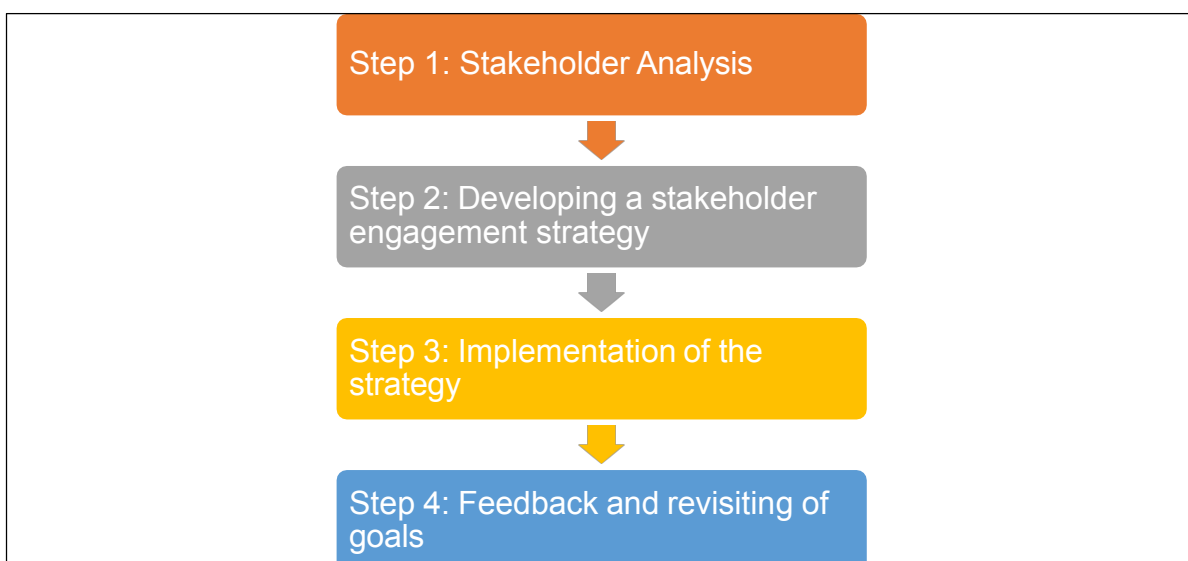 Step 1: Stakeholder Analysis
Step 2: Developing a stakeholder
engagement strategy
Step 3: Implementation of the
strategy
Step 4: Feedback and revisiting of
goals